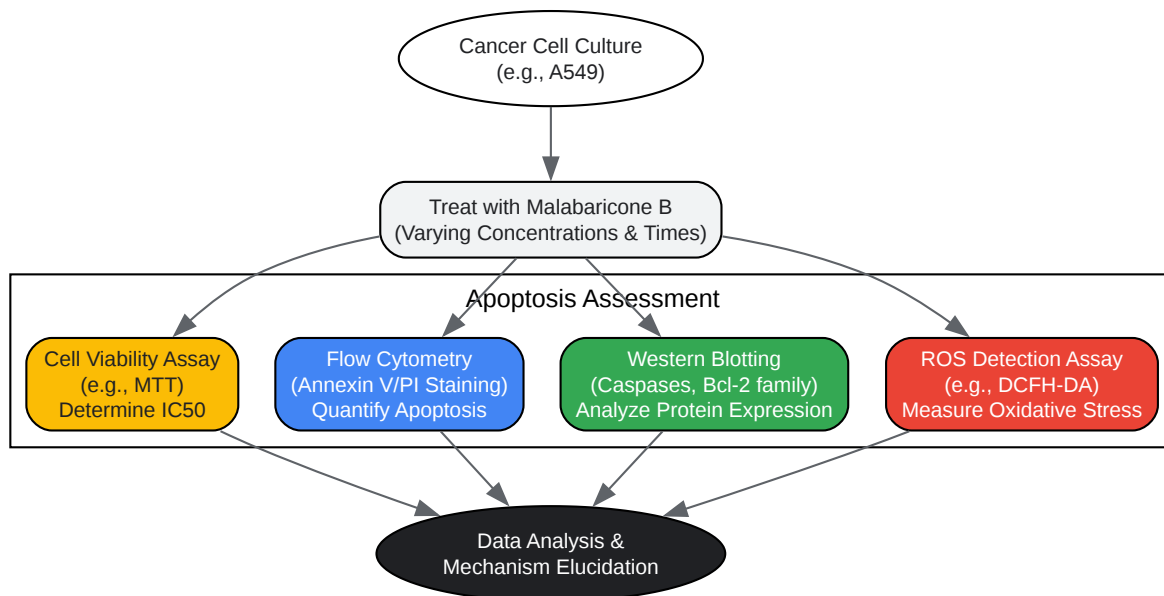 Cancer Cell Culture
(e.g., A549)
Treat with Malabaricone B
(Varying Concentrations & Times)
Apoptosis Assessment
Cell Viability Assay
(e.g., MTT)
Determine IC50
Flow Cytometry
(Annexin V/PI Staining)
Quantify Apoptosis
Western Blotting
(Caspases, Bcl-2 family)
Analyze Protein Expression
ROS Detection Assay
(e.g., DCFH-DA)
Measure Oxidative Stress
Data Analysis &
Mechanism Elucidation